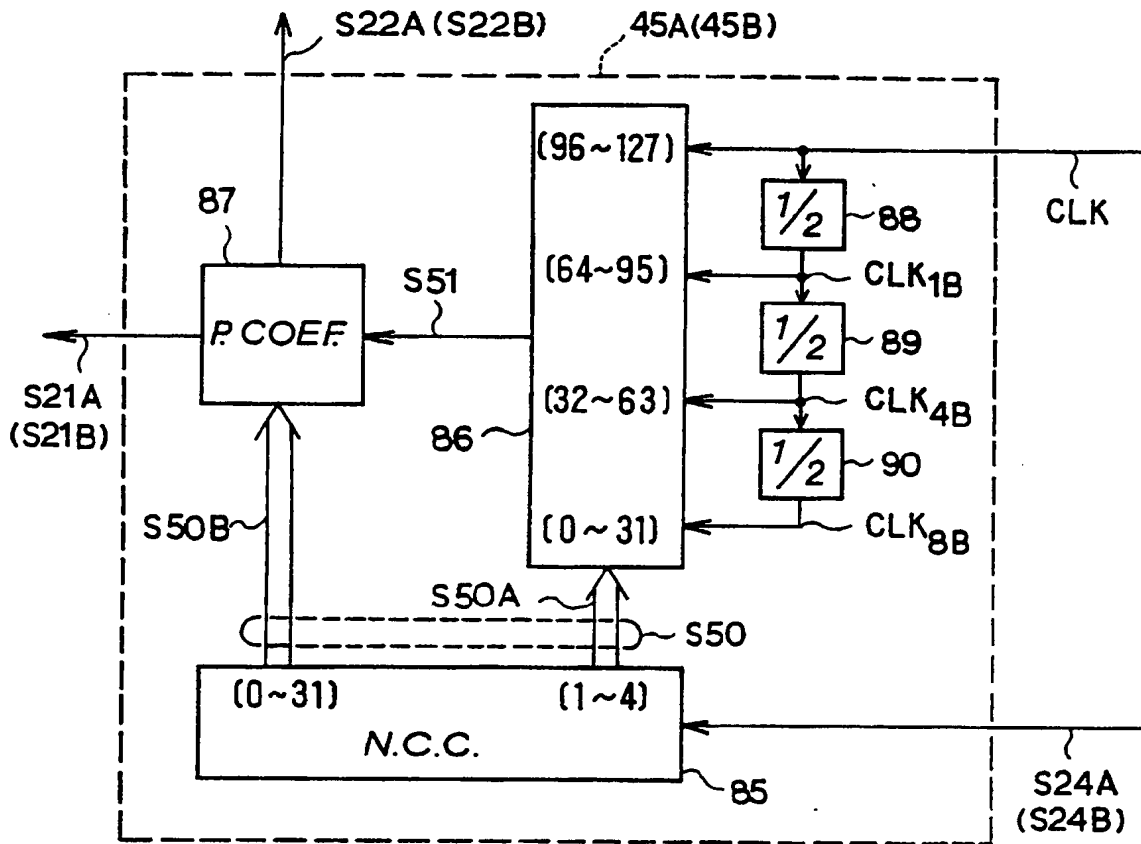 S22A (S22B)
45A (45B)
(96~127)
CLK
1/2
88
87
(64~95)
CLK1B
S51
P. COEF.
1/2
89
S21A
(S21B)
(32~63)
CLK4B
86
1/2
90
S50B
(0~31)
CLK8B
S50A
S50
(0~31)
(1~4)
N.C.C.
85
S24A
(S24B)